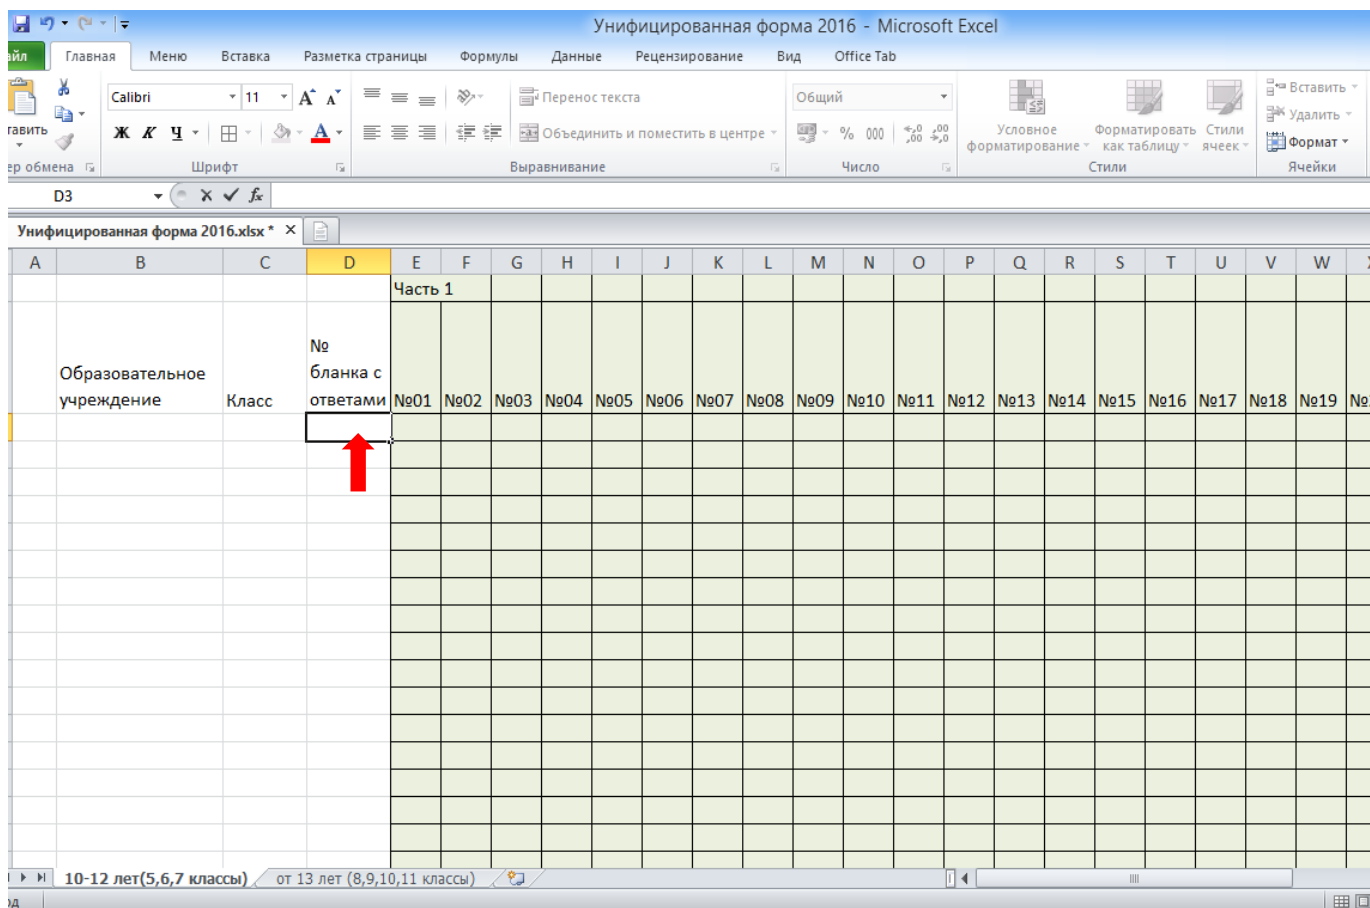 Унифицированная форма 2016 - Microsoft Excel
Главная Меню Вставка Разметка страницы Формулы Данные Рецензирование Вид Office Tab
Calibri 11 A A Перенос текста Общий Вставить
Ж К Ч A Объединить и поместить в центре % 000 ,00 ,0 Условное форматирование Форматировать как таблицу Стили ячеек Удалить
Формат
Шрифт Выравнивание Число Стили Ячейки
D3 fx
Унифицированная форма 2016.xlsx *
A B C D E F G H I J K L M N O P Q R S T U V W
Часть 1
Образовательное учреждение Класс № бланка с ответами №01 №02 №03 №04 №05 №06 №07 №08 №09 №10 №11 №12 №13 №14 №15 №16 №17 №18 №19
10-12 лет(5,6,7 классы) от 13 лет (8,9,10,11 классы)